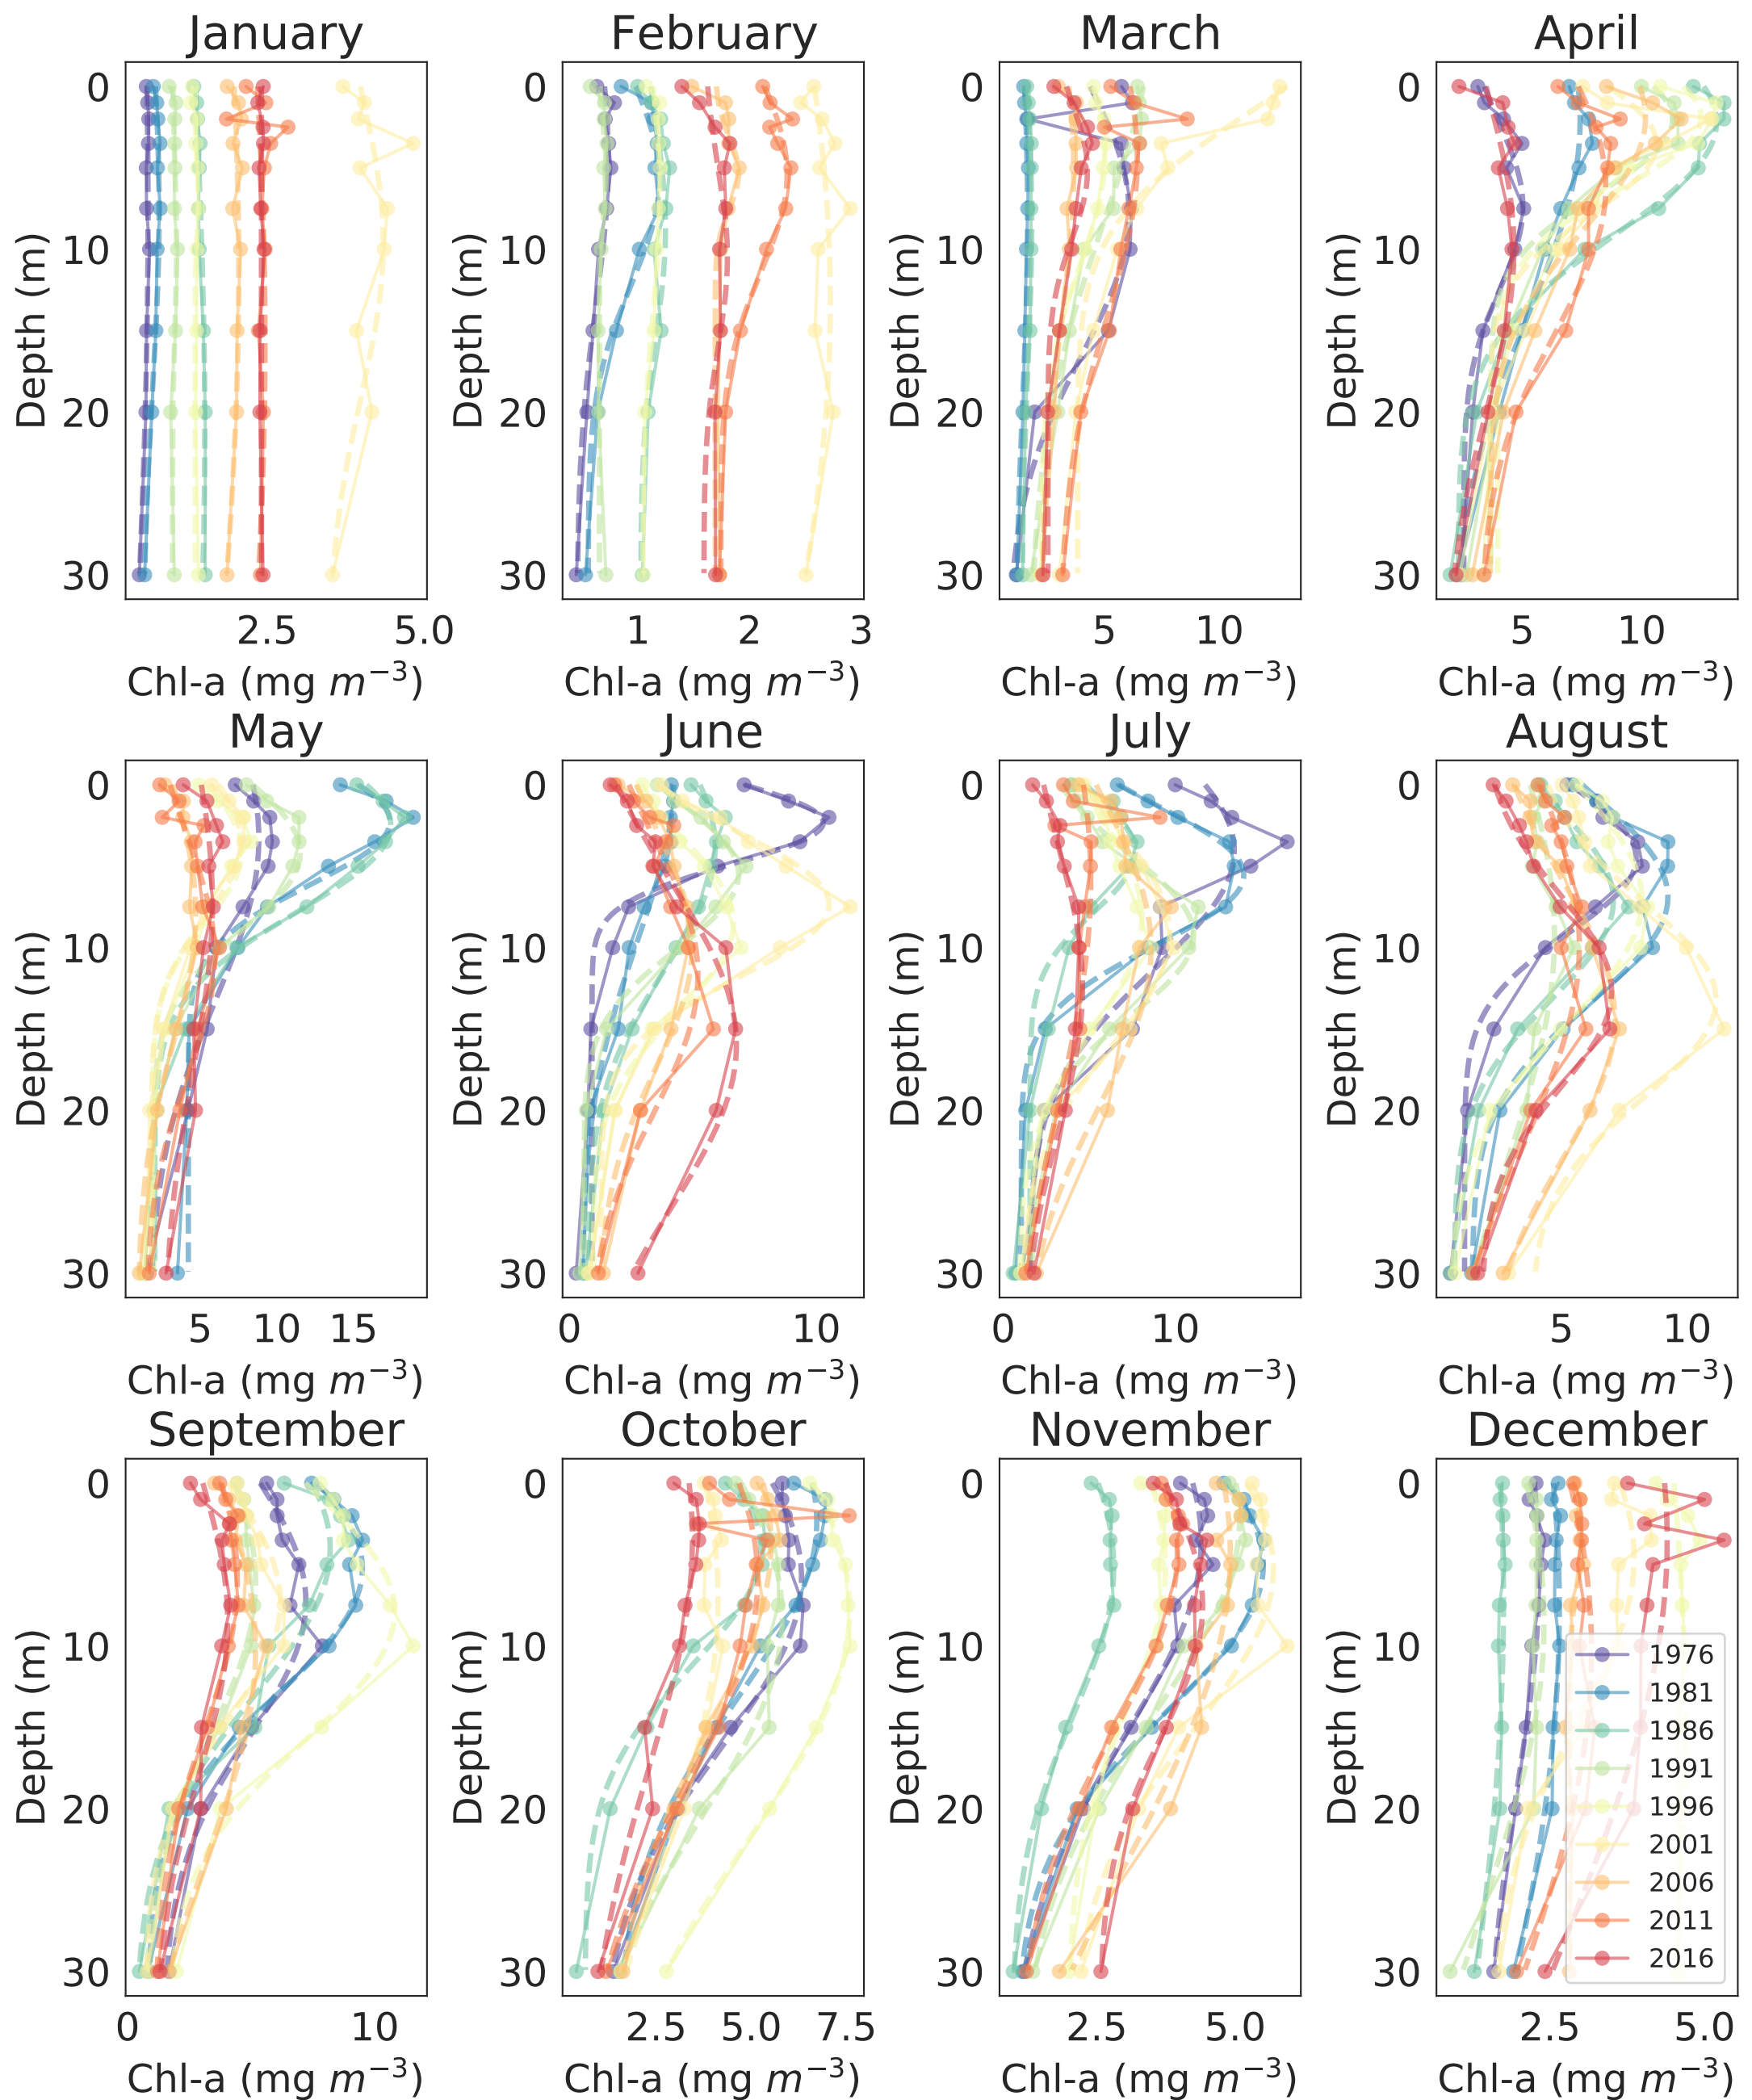 January February March April
0 0 0 0
10 10 10 10
20 20 20 20
30 30 30 30
Depth (m) Depth (m) Depth (m) Depth (m)
2.5 5.0 1 2 3 5 10 5 10
Chl-a (mg m⁻³) Chl-a (mg m⁻³) Chl-a (mg m⁻³) Chl-a (mg m⁻³)
May June July August
0 0 0 0
10 10 10 10
20 20 20 20
30 30 30 30
Depth (m) Depth (m) Depth (m) Depth (m)
5 10 15 0 10 0 10 5 10
Chl-a (mg m⁻³) Chl-a (mg m⁻³) Chl-a (mg m⁻³) Chl-a (mg m⁻³)
September October November December
0 0 0 0
10 10 10 10
20 20 20 20
30 30 30 30
Depth (m) Depth (m) Depth (m) Depth (m)
1976
1981
1986
1991
1996
2001
2006
2011
2016
0 10 2.5 5.0 7.5 2.5 5.0 2.5 5.0
Chl-a (mg m⁻³) Chl-a (mg m⁻³) Chl-a (mg m⁻³) Chl-a (mg m⁻³)